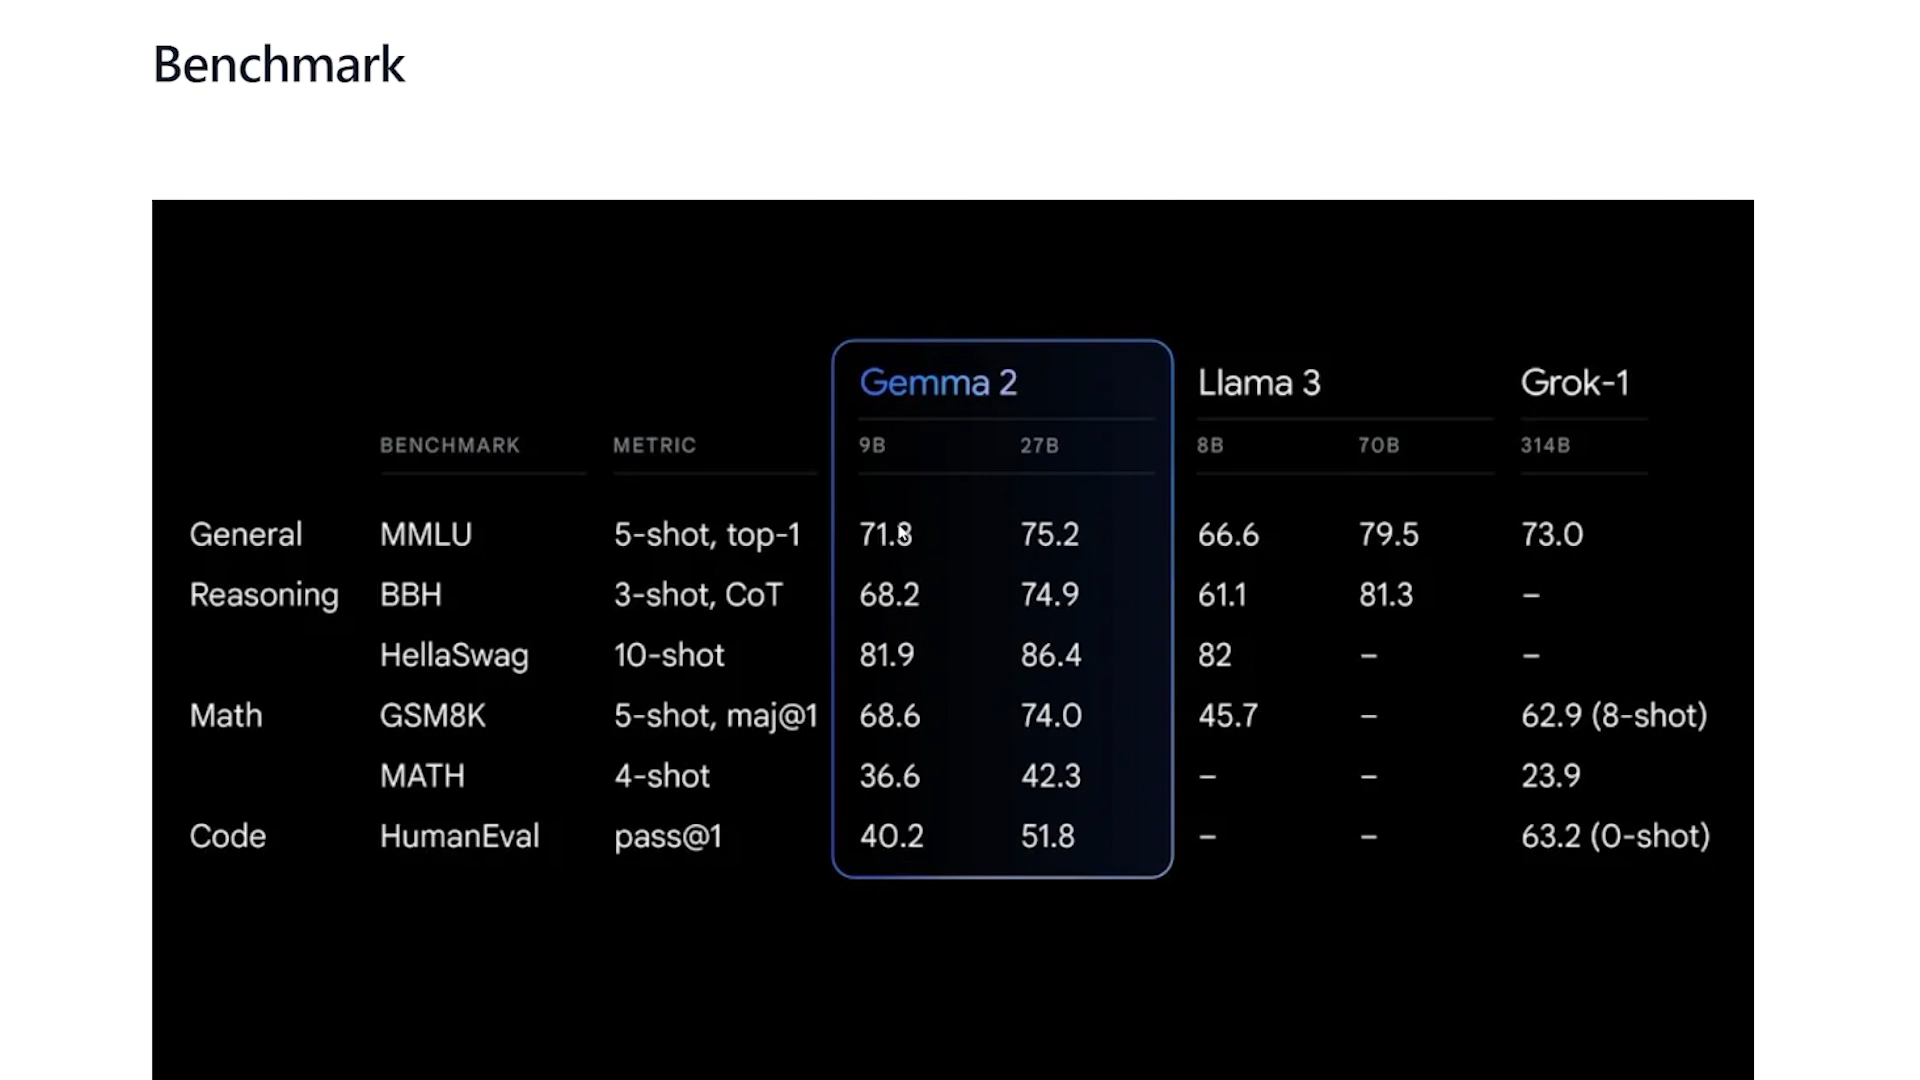 Benchmark
Gemma 2 Llama 3 Grok-1
BENCHMARK METRIC 9B 27B 8B 70B 314B
General MMLU 5-shot, top-1 71.3 75.2 66.6 79.5 73.0
Reasoning BBH 3-shot, CoT 68.2 74.9 61.1 81.3 –
HellaSwag 10-shot 81.9 86.4 82 – –
Math GSM8K 5-shot, maj@1 68.6 74.0 45.7 – 62.9 (8-shot)
MATH 4-shot 36.6 42.3 – – 23.9
Code HumanEval pass@1 40.2 51.8 – – 63.2 (0-shot)